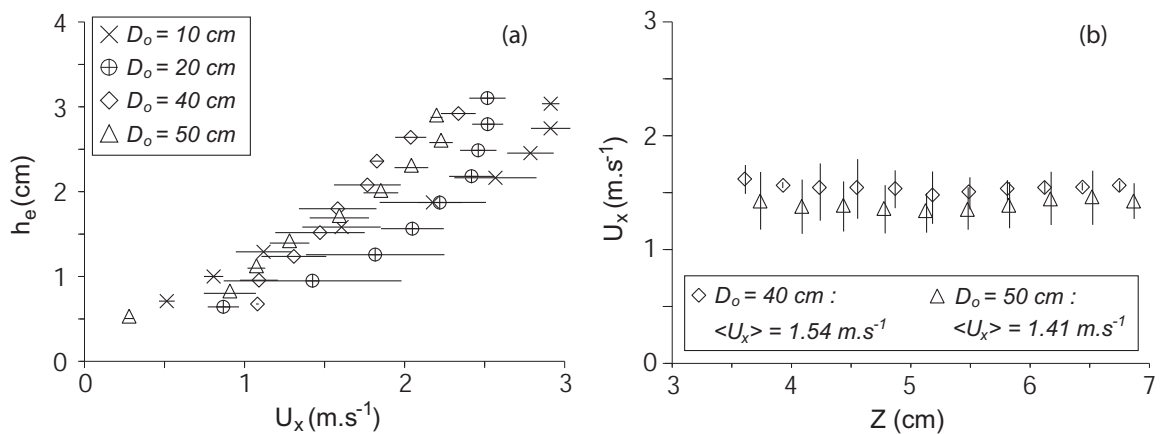 4
3
2
1
0
h_e (cm)
0 1 2 3
U_x (m.s⁻¹)
(a)
D_o = 10 cm
D_o = 20 cm
D_o = 40 cm
D_o = 50 cm
3
2
1
0
U_x (m.s⁻¹)
3 4 5 6 7
Z (cm)
(b)
D_o = 40 cm :
<U_x> = 1.54 m.s⁻¹
D_o = 50 cm :
<U_x> = 1.41 m.s⁻¹